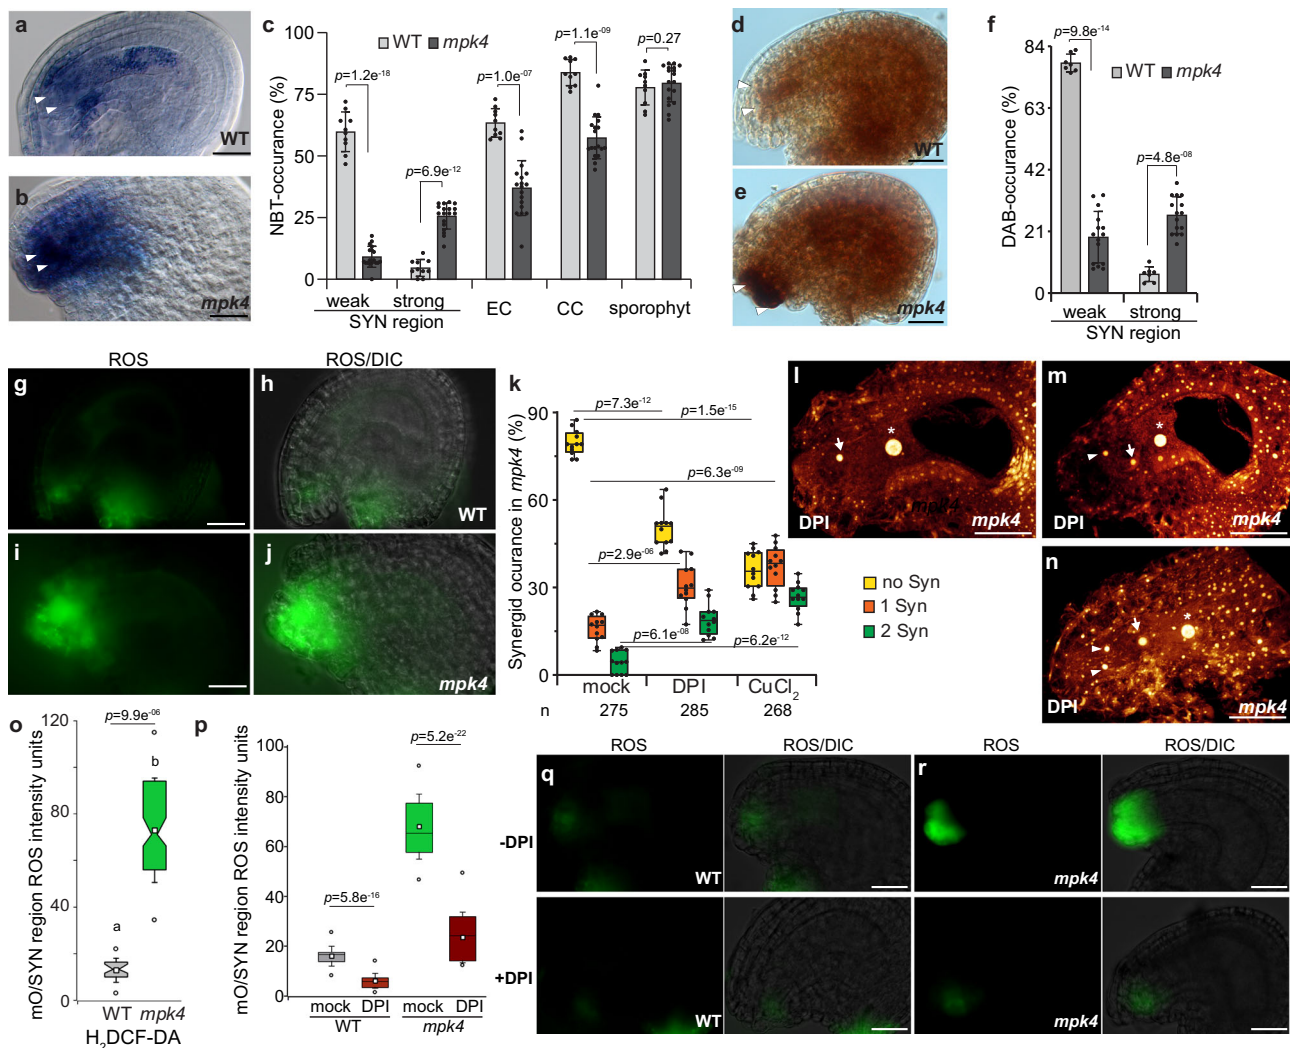 a
WT
b
mpk4
c
NBT-occurance (%)
100
75
50
25
0
WT mpk4
p=1.2e-18
p=6.9e-12
p=1.0e-07
p=1.1e-09
p=0.27
weak strong EC CC sporophyt
SYN region
d
WT
e
mpk4
f
DAB-occurance (%)
84
63
42
21
0
p=9.8e-14
WT mpk4
p=4.8e-08
weak strong
SYN region
ROS ROS/DIC
g
h
WT
i
j
mpk4
k
Synergid occurance in mpk4 (%)
90
60
30
0
p=7.3e-12
p=1.5e-15
p=6.3e-09
p=2.9e-06
p=6.1e-08
p=6.2e-12
mock DPI CuCl2
n 275 285 268
no Syn
1 Syn
2 Syn
l
*
DPI
mpk4
mpk4
m
*
DPI
mpk4
n
*
DPI
mpk4
o
mO/SYN region ROS intensity units
120
80
40
0
p=9.9e-06
a
b
WT mpk4
H2DCF-DA
p
mO/SYN region ROS intensity units
100
80
60
40
20
0
p=5.8e-16
p=5.2e-22
mock DPI mock DPI
WT mpk4
ROS ROS/DIC ROS ROS/DIC
q
r
-DPI
WT
mpk4
+DPI
WT
mpk4